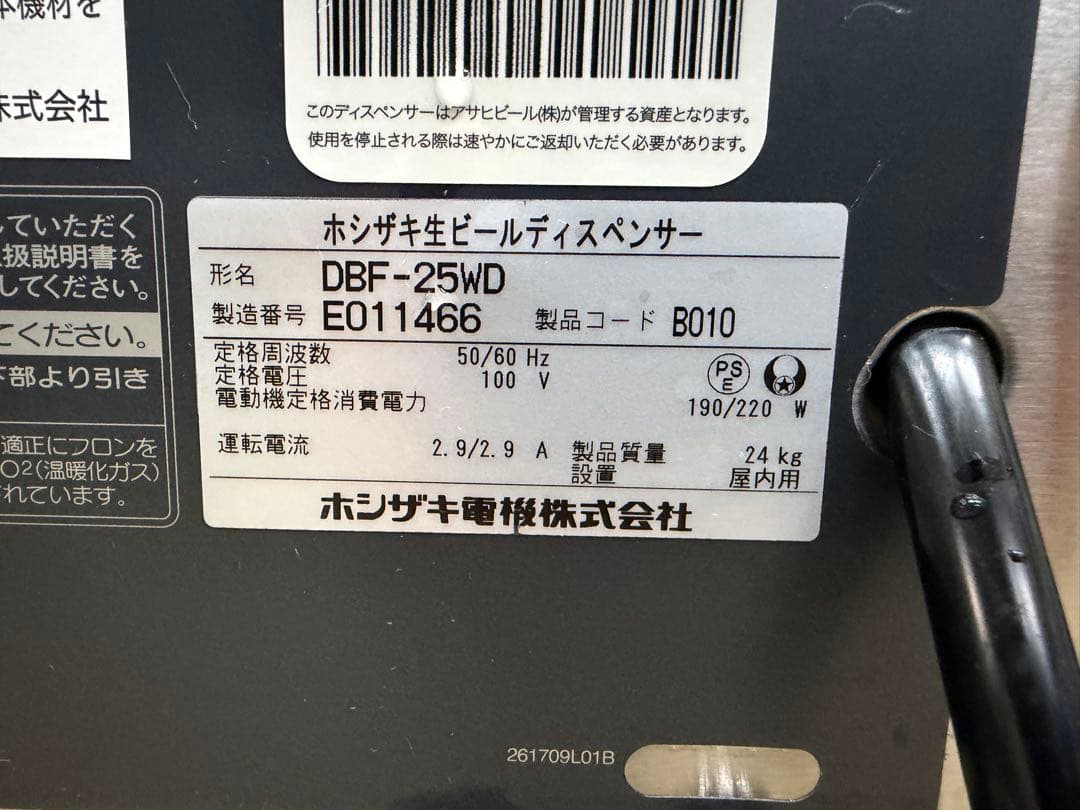 本機材を
株式会社
このディスペンサーはアサヒビール(株)が管理する資産となります。
使用を停止される際は速やかにご返却いただく必要があります。
していただく
扱説明書を
してください。
てください。
下部より引き
適正にフロンを
O2(温暖化ガス)
れています。
ホシザキ生ビールディスペンサー
形名 DBF-25WD
製造番号 E011466 製品コード B010
定格周波数 50/60 Hz
定格電圧 100 V
PS E
電動機定格消費電力 190/220 W
運転電流 2.9/2.9 A 製品質量 24 kg
設置 屋内用
ホシザキ電機株式会社
261709L01B